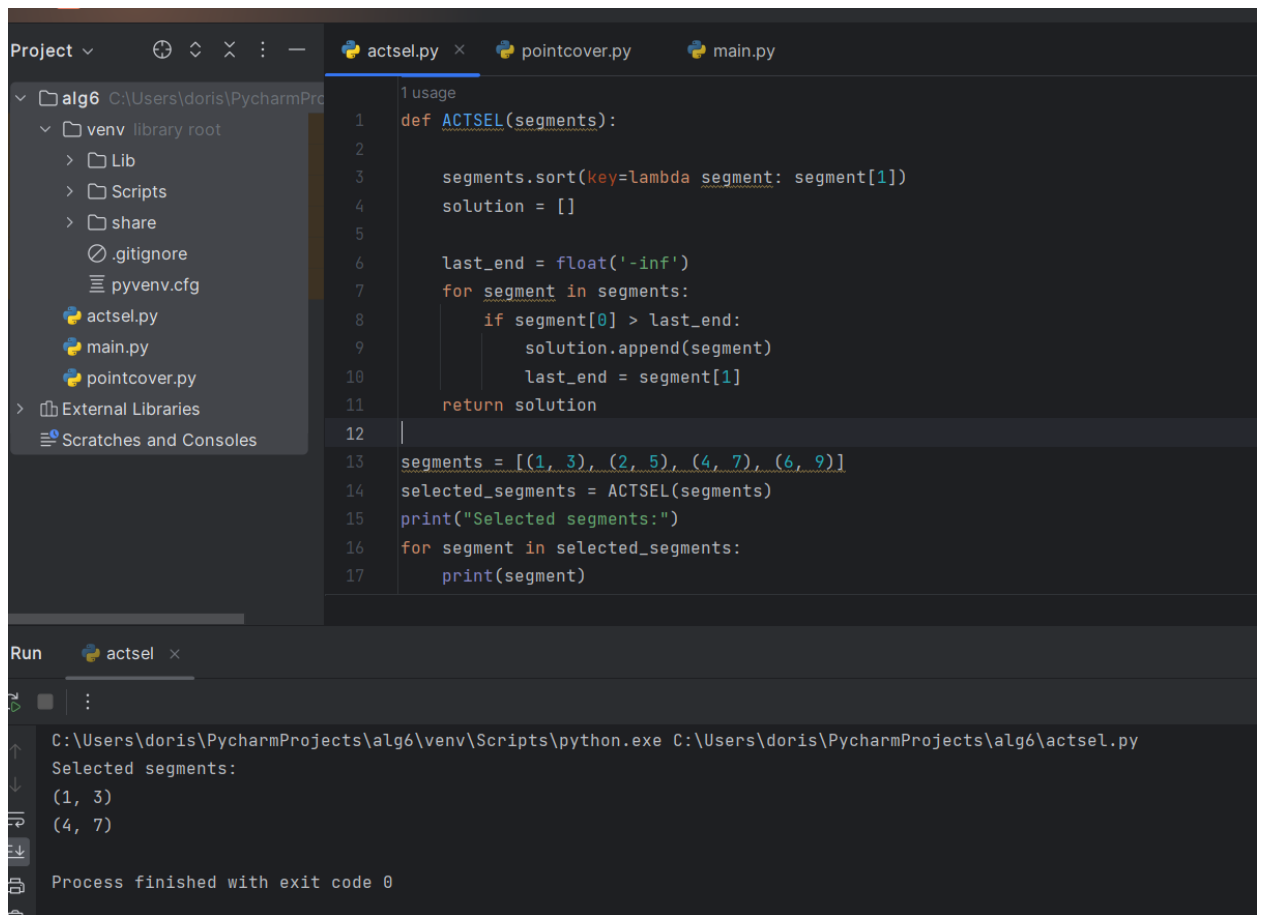 Project
alg6 C:\Users\doris\PycharmPro
venv library root
Lib
Scripts
share
.gitignore
pyvenv.cfg
actsel.py
main.py
pointcover.py
External Libraries
Scratches and Consoles
actsel.py pointcover.py main.py
1 usage
1 def ACTSEL(segments):
2
3 segments.sort(key=lambda segment: segment[1])
4 solution = []
5
6 last_end = float('-inf')
7 for segment in segments:
8 if segment[0] > last_end:
9 solution.append(segment)
10 last_end = segment[1]
11 return solution
12
13 segments = [(1, 3), (2, 5), (4, 7), (6, 9)]
14 selected_segments = ACTSEL(segments)
15 print("Selected segments:")
16 for segment in selected_segments:
17 print(segment)
Run actsel
C:\Users\doris\PycharmProjects\alg6\venv\Scripts\python.exe C:\Users\doris\PycharmProjects\alg6\actsel.py
Selected segments:
(1, 3)
(4, 7)
Process finished with exit code 0